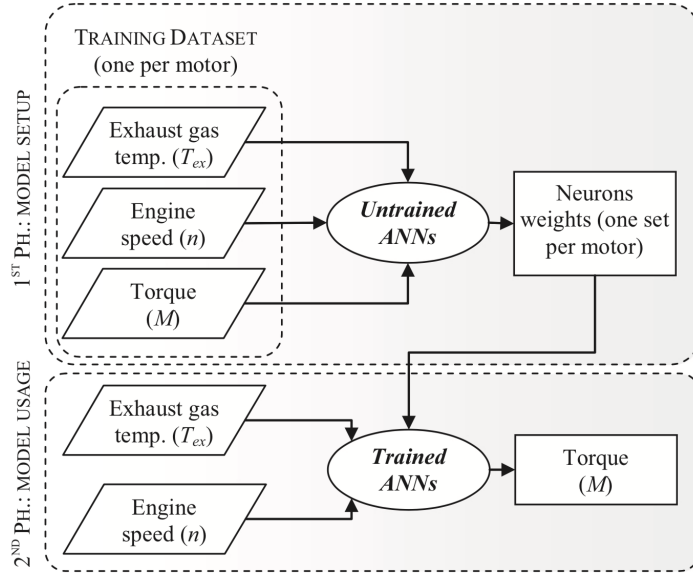 1ST PH.: MODEL SETUP
TRAINING DATASET
(one per motor)
Exhaust gas
temp. (Tex)
Engine
speed (n)
Torque
(M)
Untrained
ANNs
Neurons
weights (one set
per motor)
2ND PH.: MODEL USAGE
Exhaust gas
temp. (Tex)
Engine
speed (n)
Trained
ANNs
Torque
(M)